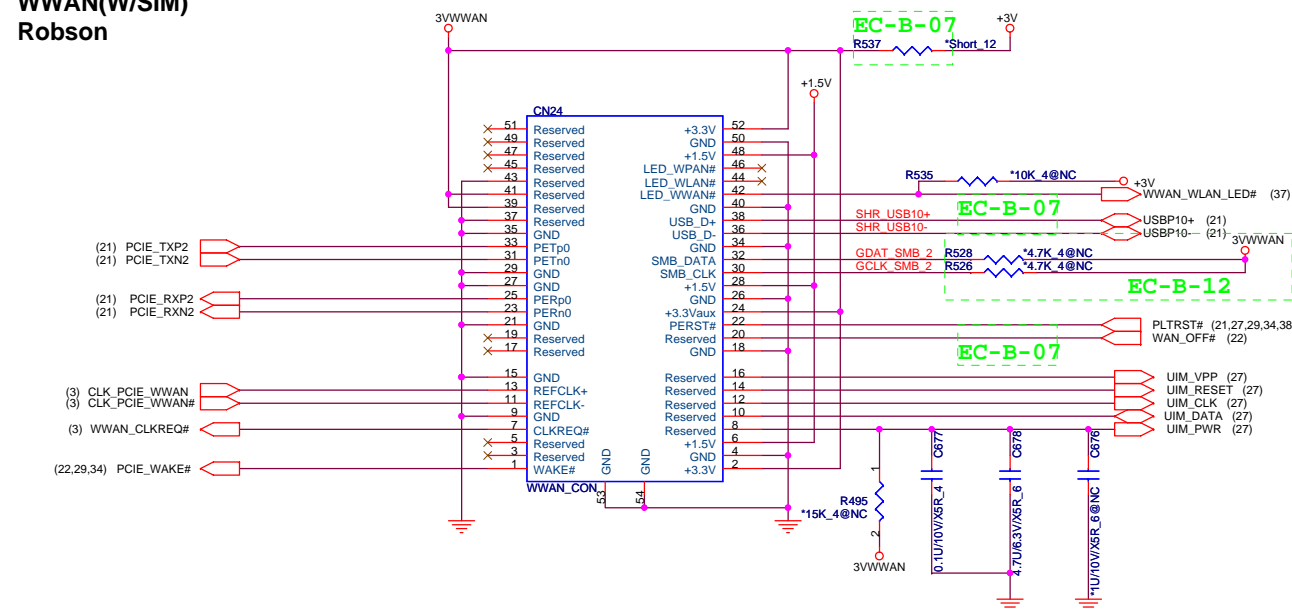 WWAN(W/SIM)
Robson
3VWWAN
EC-B-07
+3V
R537
*Short_12
+1.5V
CN24
51 Reserved
49 Reserved
47 Reserved
45 Reserved
43 Reserved
41 Reserved
39 Reserved
37 Reserved
35 GND
33 PETp0
31 PETn0
29 GND
27 GND
25 PERp0
23 PERn0
21 GND
19 Reserved
17 Reserved
15 GND
13 REFCLK+
11 REFCLK-
9 GND
7 CLKREQ#
5 Reserved
3 Reserved
1 WAKE#
+3.3V 52
GND 50
+1.5V 48
LED_WPAN# 46
LED_WLAN# 44
LED_WWAN# 42
GND 40
USB_D+ 38
USB_D- 36
GND 34
SMB_DATA 32
SMB_CLK 30
+1.5V 28
GND 26
+3.3Vaux 24
PERST# 22
Reserved 20
GND 18
Reserved 16
Reserved 14
Reserved 12
Reserved 10
Reserved 8
+1.5V 6
GND 4
+3.3V 2
GND 53
GND 54
WWAN_CON
(21) PCIE_TXP2
(21) PCIE_TXN2
(21) PCIE_RXP2
(21) PCIE_RXN2
(3) CLK_PCIE_WWAN
(3) CLK_PCIE_WWAN#
(3) WWAN_CLKREQ#
(22,29,34) PCIE_WAKE#
R535
*10K_4@NC
+3V
WWAN_WLAN_LED# (37)
EC-B-07
SHR_USB10+
SHR_USB10-
USBP10+ (21)
USBP10- (21)
3VWWAN
GDAT_SMB_2
R528
*4.7K_4@NC
GCLK_SMB_2
R526
*4.7K_4@NC
EC-B-12
PLTRST# (21,27,29,34,38
WAN_OFF# (22)
EC-B-07
UIM_VPP (27)
UIM_RESET (27)
UIM_CLK (27)
UIM_DATA (27)
UIM_PWR (27)
R495
*15K_4@NC
1
2
3VWWAN
C677
0.1U/10V/X5R_4
C678
4.7U/6.3V/X5R_6
C676
*1U/10V/X5R_6@NC